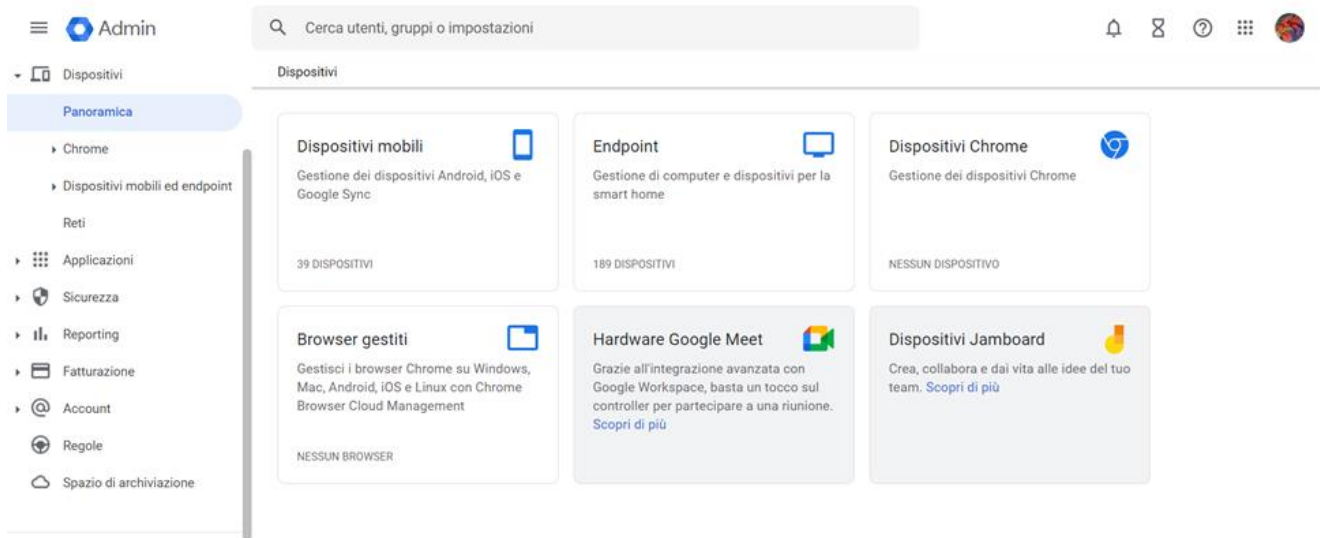 Admin
Cerca utenti, gruppi o impostazioni
Dispositivi
Panoramica
Chrome
Dispositivi mobili ed endpoint
Reti
Applicazioni
Sicurezza
Reporting
Fatturazione
Account
Regole
Spazio di archiviazione
Dispositivi
Dispositivi mobili
Gestione dei dispositivi Android, iOS e
Google Sync
39 DISPOSITIVI
Endpoint
Gestione di computer e dispositivi per la
smart home
189 DISPOSITIVI
Dispositivi Chrome
Gestione dei dispositivi Chrome
NESSUN DISPOSITIVO
Browser gestiti
Gestisci i browser Chrome su Windows,
Mac, Android, iOS e Linux con Chrome
Browser Cloud Management
NESSUN BROWSER
Hardware Google Meet
Grazie all'integrazione avanzata con
Google Workspace, basta un tocco sul
controller per partecipare a una riunione.
Scopri di più
Dispositivi Jamboard
Crea, collabora e dai vita alle idee del tuo
team. Scopri di più